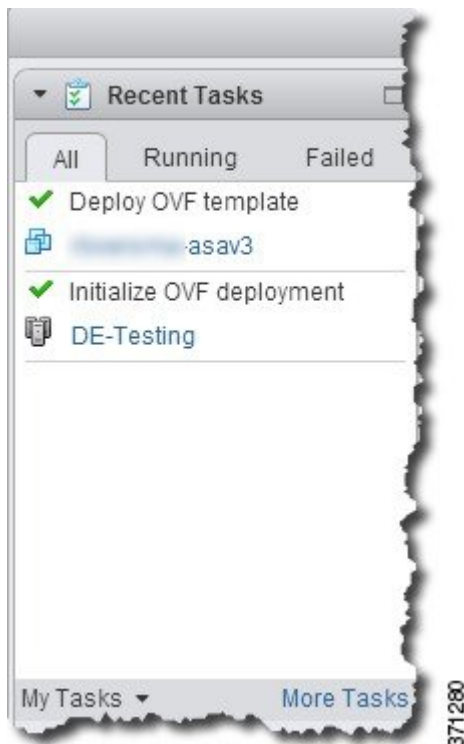 Recent Tasks
All Running Failed
Deploy OVF template
-asav3
Initialize OVF deployment
DE-Testing
My Tasks More Tasks
371280